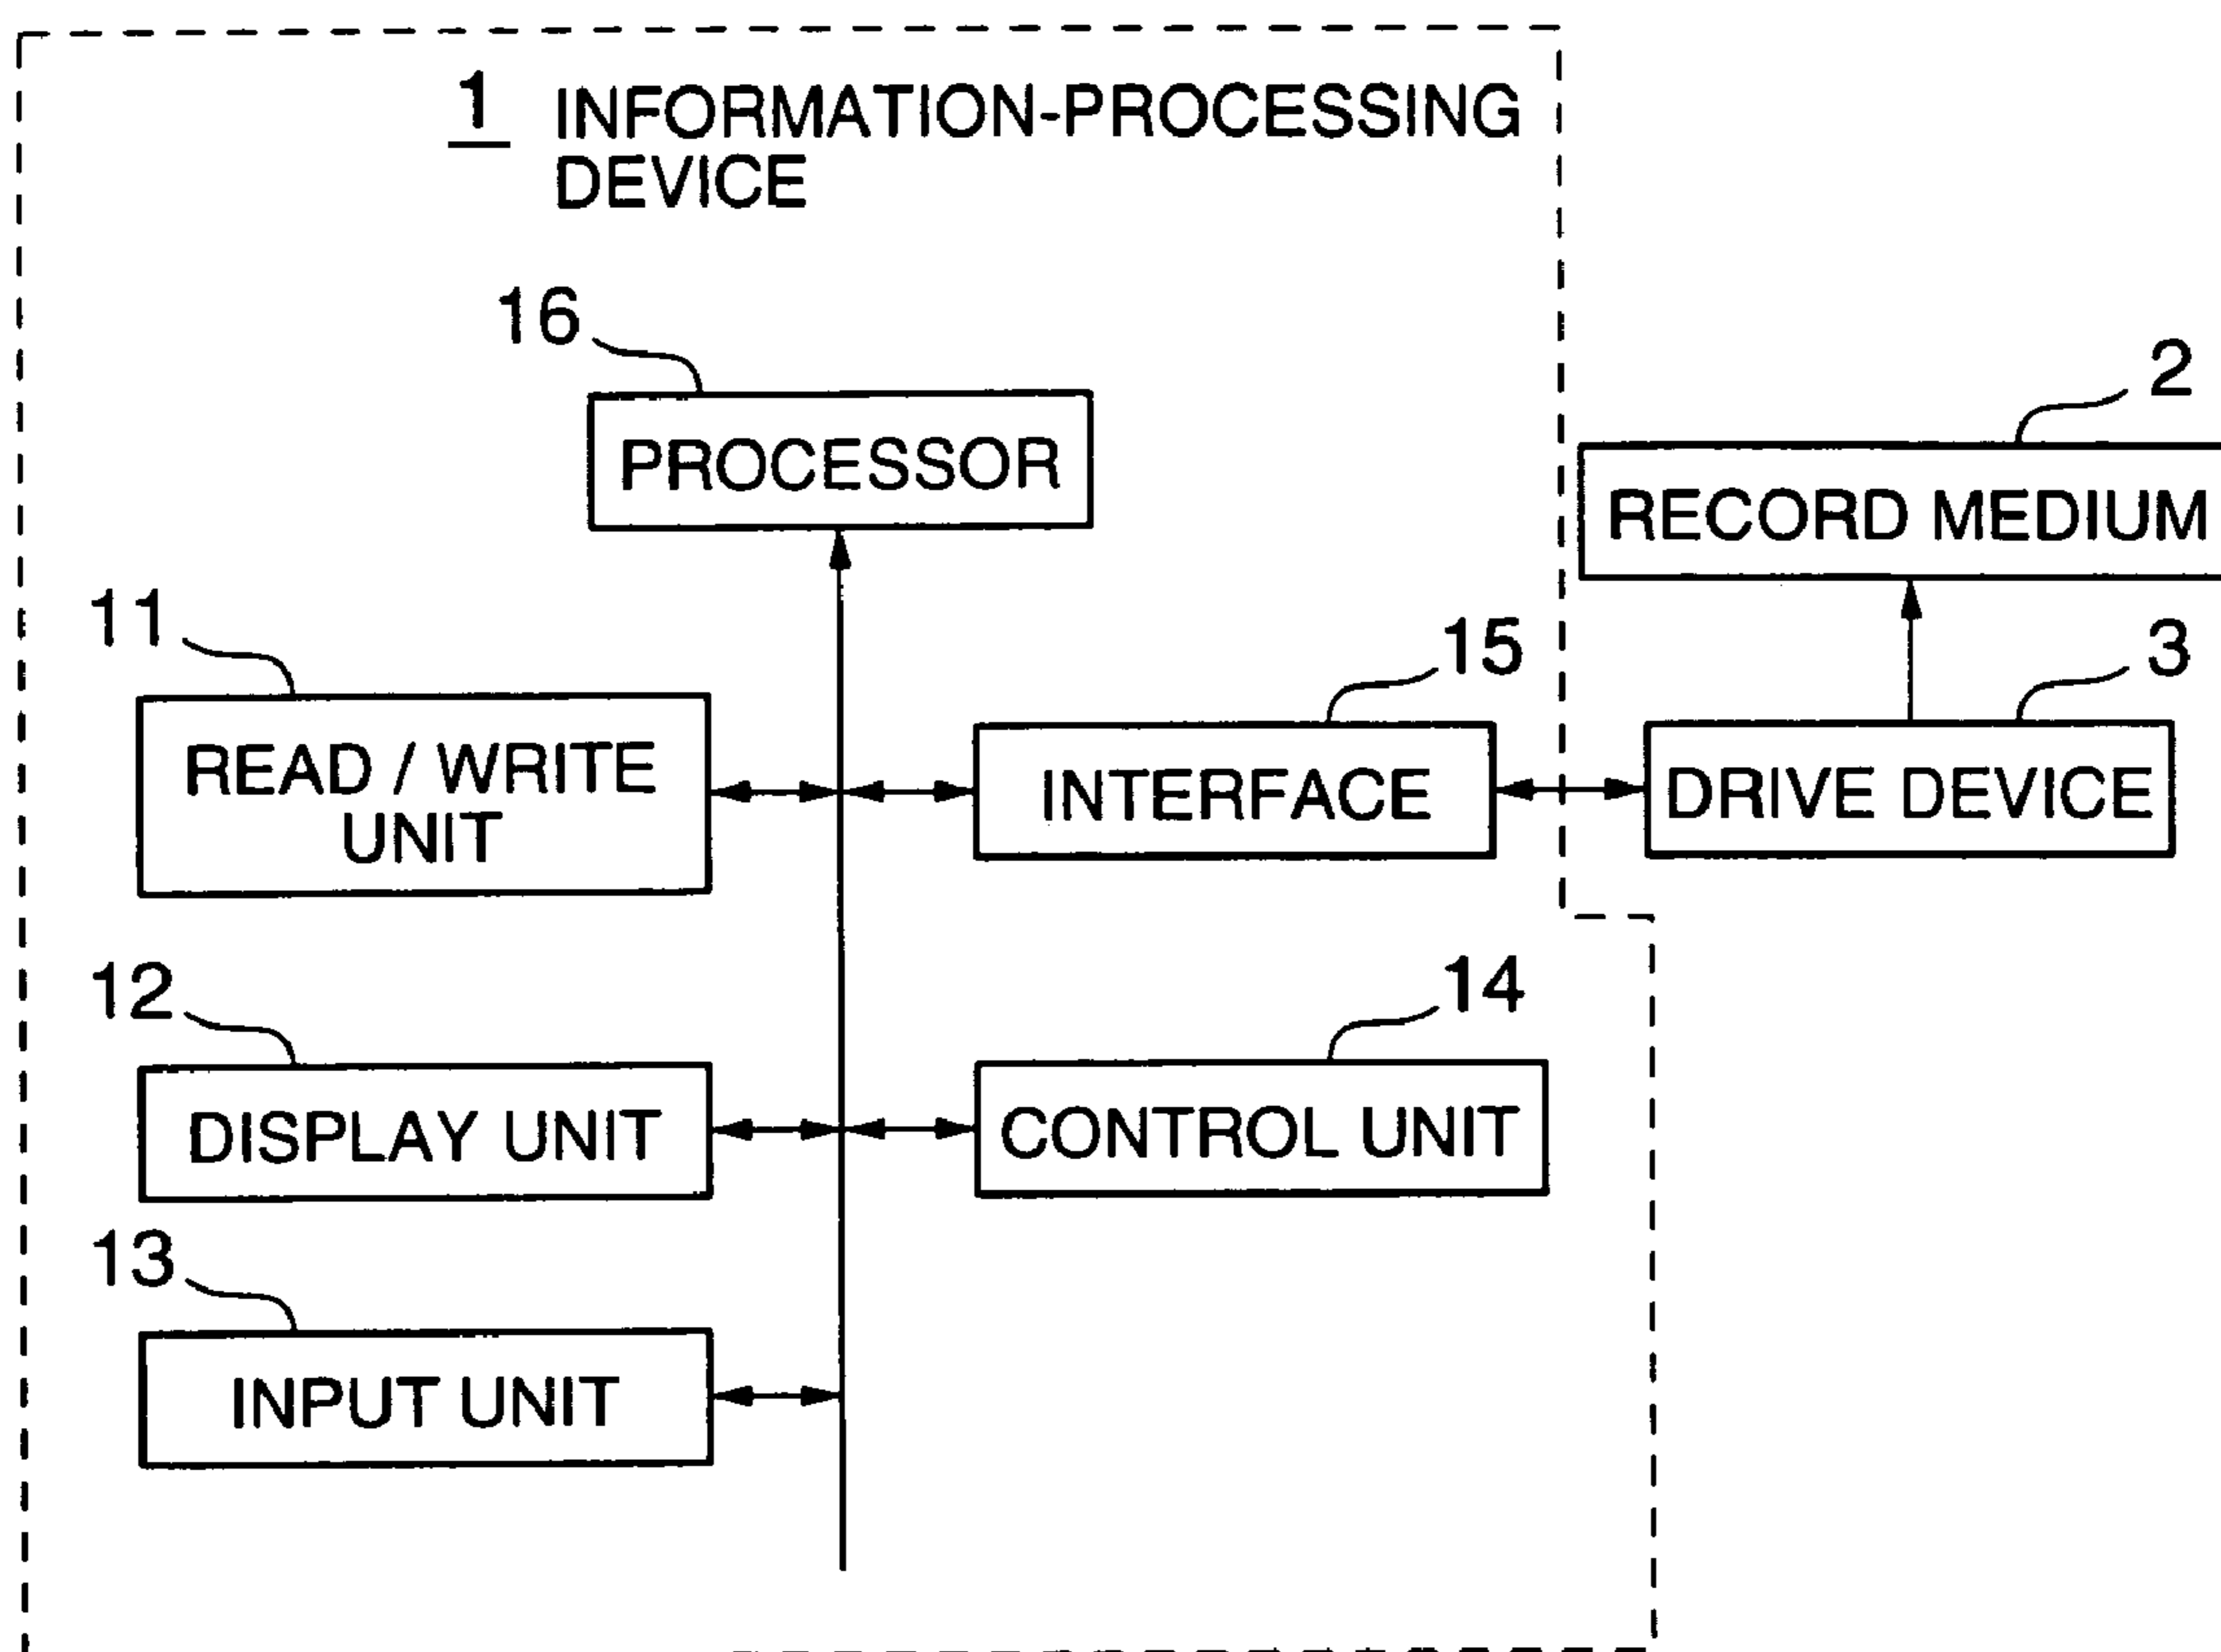 1 INFORMATION-PROCESSING
DEVICE
16
PROCESSOR
2
RECORD MEDIUM
11
READ / WRITE
UNIT
15
INTERFACE
3
DRIVE DEVICE
12
DISPLAY UNIT
14
CONTROL UNIT
13
INPUT UNIT